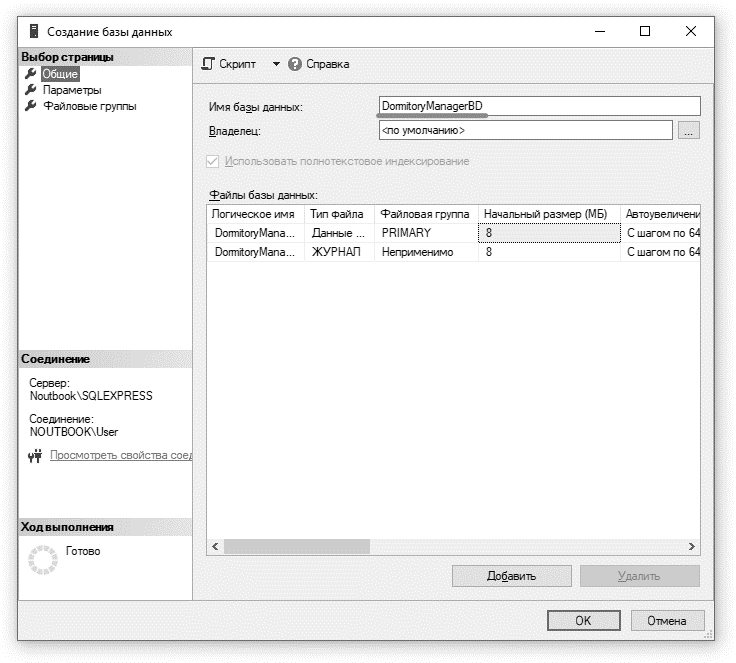 Создание базы данных
Выбор страницы
Общие
Параметры
Файловые группы
Скрипт
Справка
Имя базы данных: DormitoryManagerBD
Владелец: <по умолчанию> ...
Использовать полнотекстовое индексирование
Файлы базы данных:
Логическое имя Тип файла Файловая группа Начальный размер (МБ) Автоувеличени
DormitoryMana... Данные ... PRIMARY 8 С шагом по 64
DormitoryMana... ЖУРНАЛ Неприменимо 8 С шагом по 64
Соединение
Сервер:
Noutbook\SQLEXPRESS
Соединение:
NOUTBOOK\User
Просмотреть свойства соед
Ход выполнения
Готово
Добавить Удалить
OK Отмена